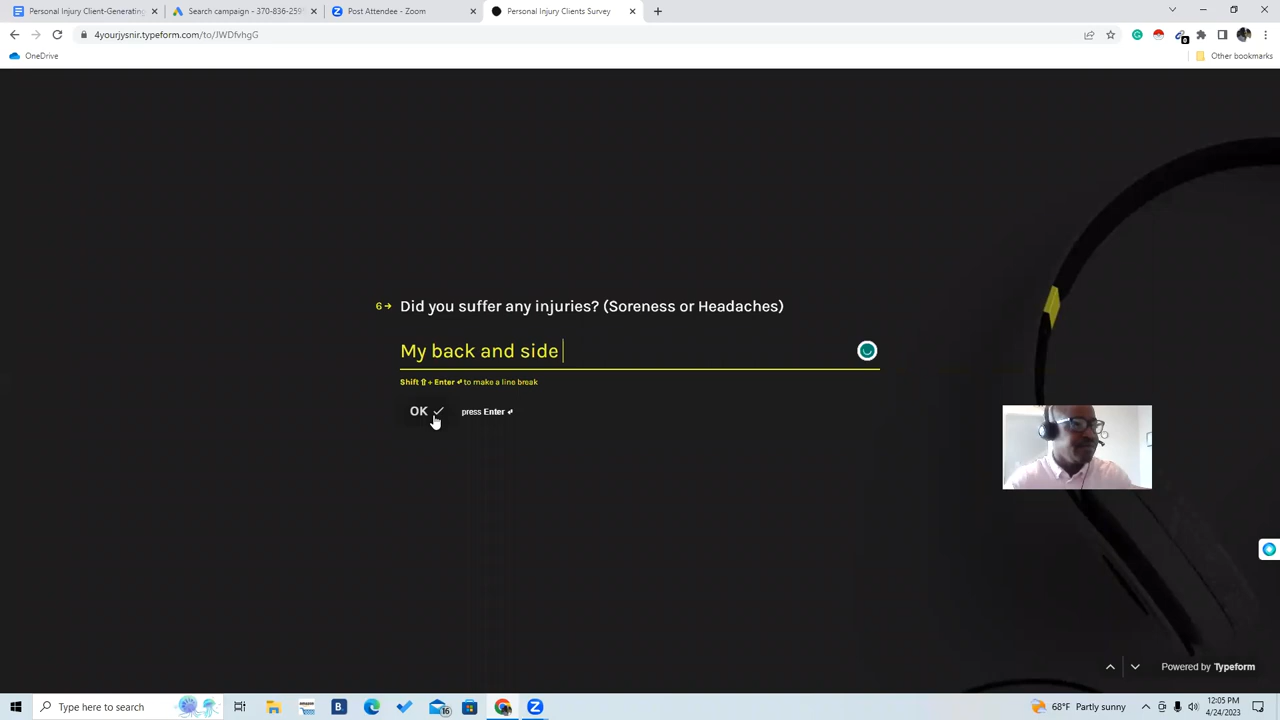 Personal Injury Client-Generating
Search campaign - 370-836-259
Post Attendee - Zoom
Personal Injury Clients Survey
4yourjysnir.typeform.com/to/JWDfvhgG
OneDrive
Other bookmarks
6 Did you suffer any injuries? (Soreness or Headaches)
My back and side
Shift ⇧ + Enter ↵ to make a line break
OK
press Enter ↵
Powered by Typeform
Type here to search
amazon
B
16
68°F Partly sunny
12:05 PM
4/24/2023